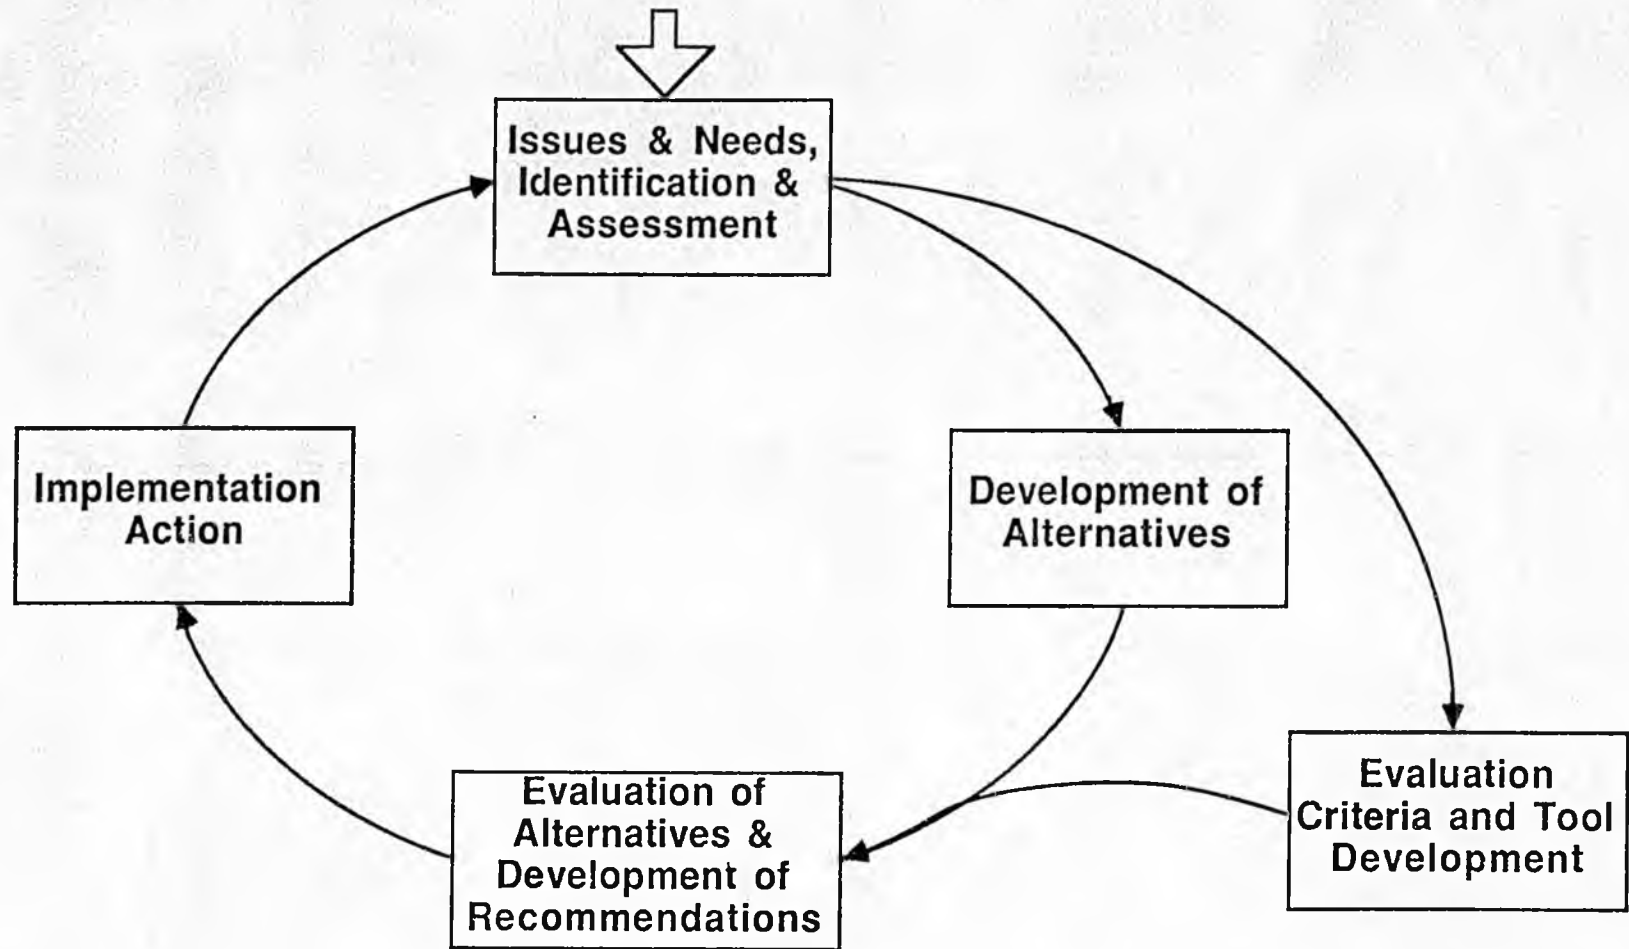 Issues & Needs,
Identification &
Assessment
Implementation
Action
Development of
Alternatives
Evaluation of
Alternatives &
Development of
Recommendations
Evaluation
Criteria and Tool
Development